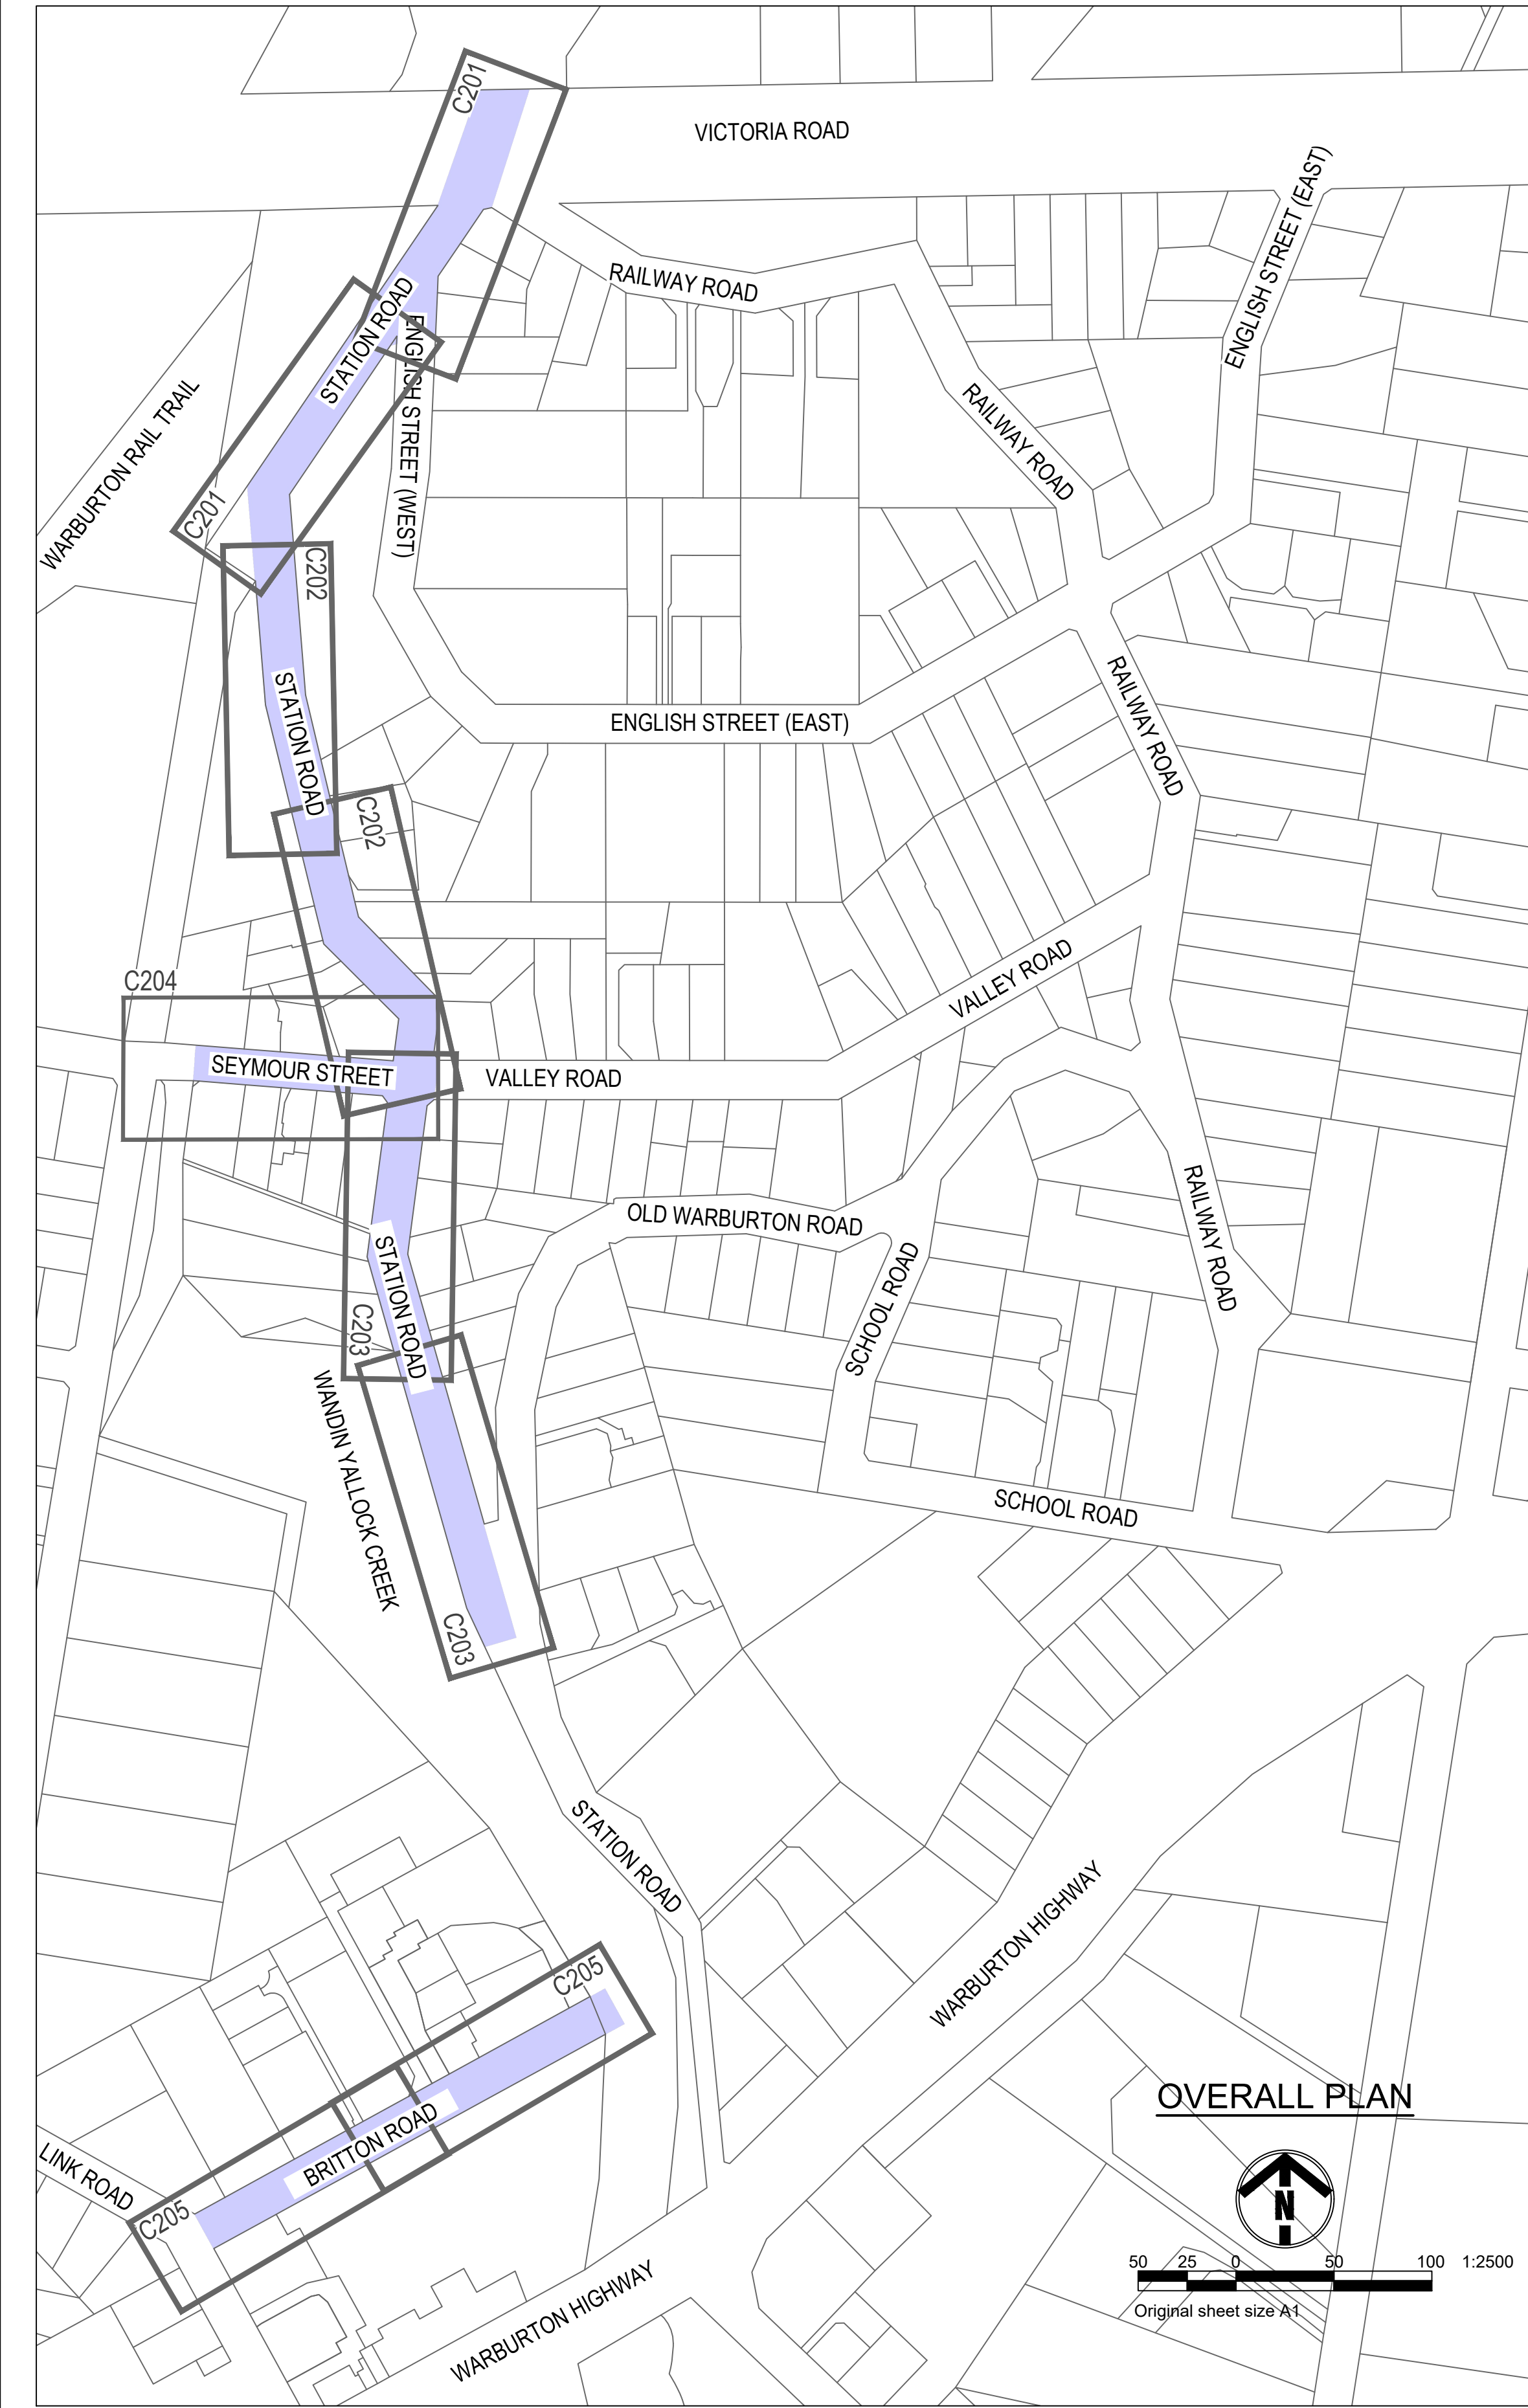 C201
VICTORIA ROAD
ENGLISH STREET (EAST)
RAILWAY ROAD
STATION ROAD
ENGLISH STREET (WEST)
WARBURTON RAIL TRAIL
RAILWAY ROAD
C201
C202
STATION ROAD
ENGLISH STREET (EAST)
RAILWAY ROAD
C202
VALLEY ROAD
C204
SEYMOUR STREET
VALLEY ROAD
OLD WARBURTON ROAD
RAILWAY ROAD
STATION ROAD
SCHOOL ROAD
C203
WANDIN YALLOCK CREEK
SCHOOL ROAD
C203
STATION ROAD
WARBURTON HIGHWAY
C205
OVERALL PLAN
BRITTON ROAD
LINK ROAD
C205
N
50 25 0 50 100 1:2500
Original sheet size A1
WARBURTON HIGHWAY